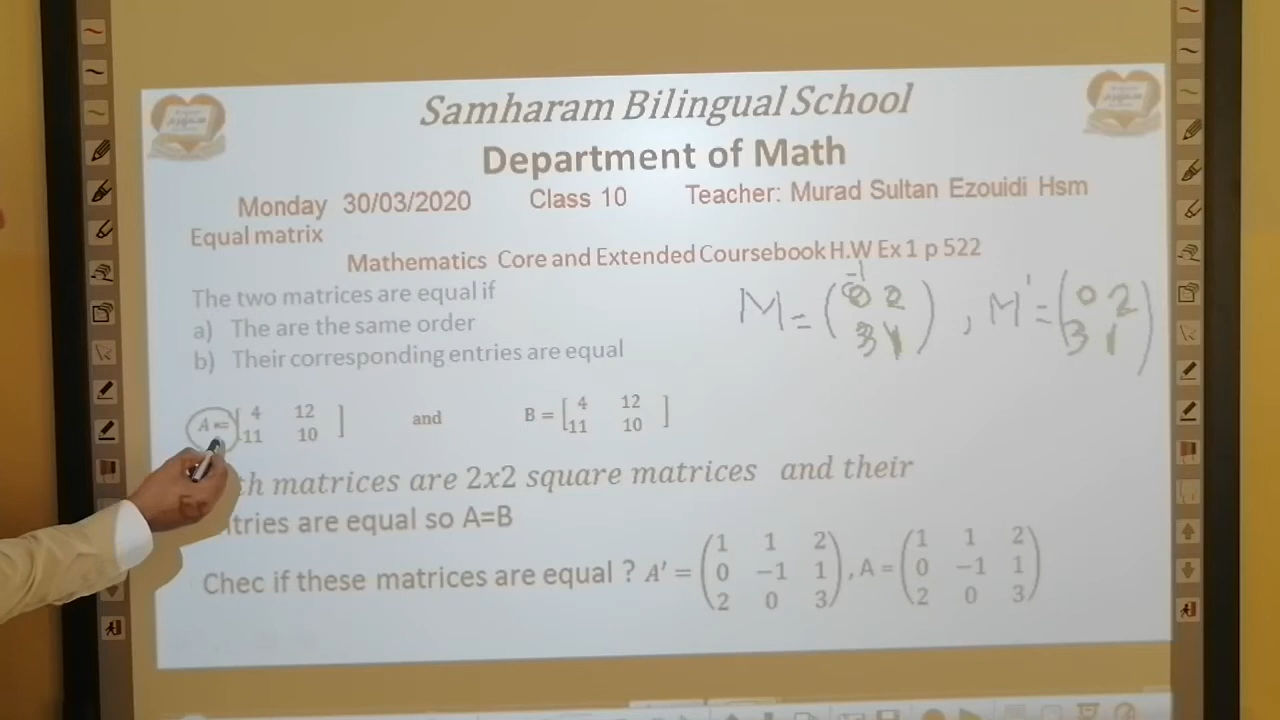 Samharam Bilingual School
Department of Math
Monday 30/03/2020 Class 10 Teacher: Murad Sultan Ezouidi Hsm
Equal matrix
Mathematics Core and Extended Coursebook H.W Ex 1 p 522
The two matrices are equal if
a) The are the same order
b) Their corresponding entries are equal
M = ( 2 3 1 ) , M' = ( 0 2 3 1 )
A = [ 4 12
11 10 ] and B = [ 4 12
11 10 ]
th matrices are 2x2 square matrices and their
tries are equal so A=B
Chec if these matrices are equal ? A' = ( 1 1 2
0 −1 1
2 0 3 ) , A = ( 1 1 2
0 −1 1
2 0 3 )